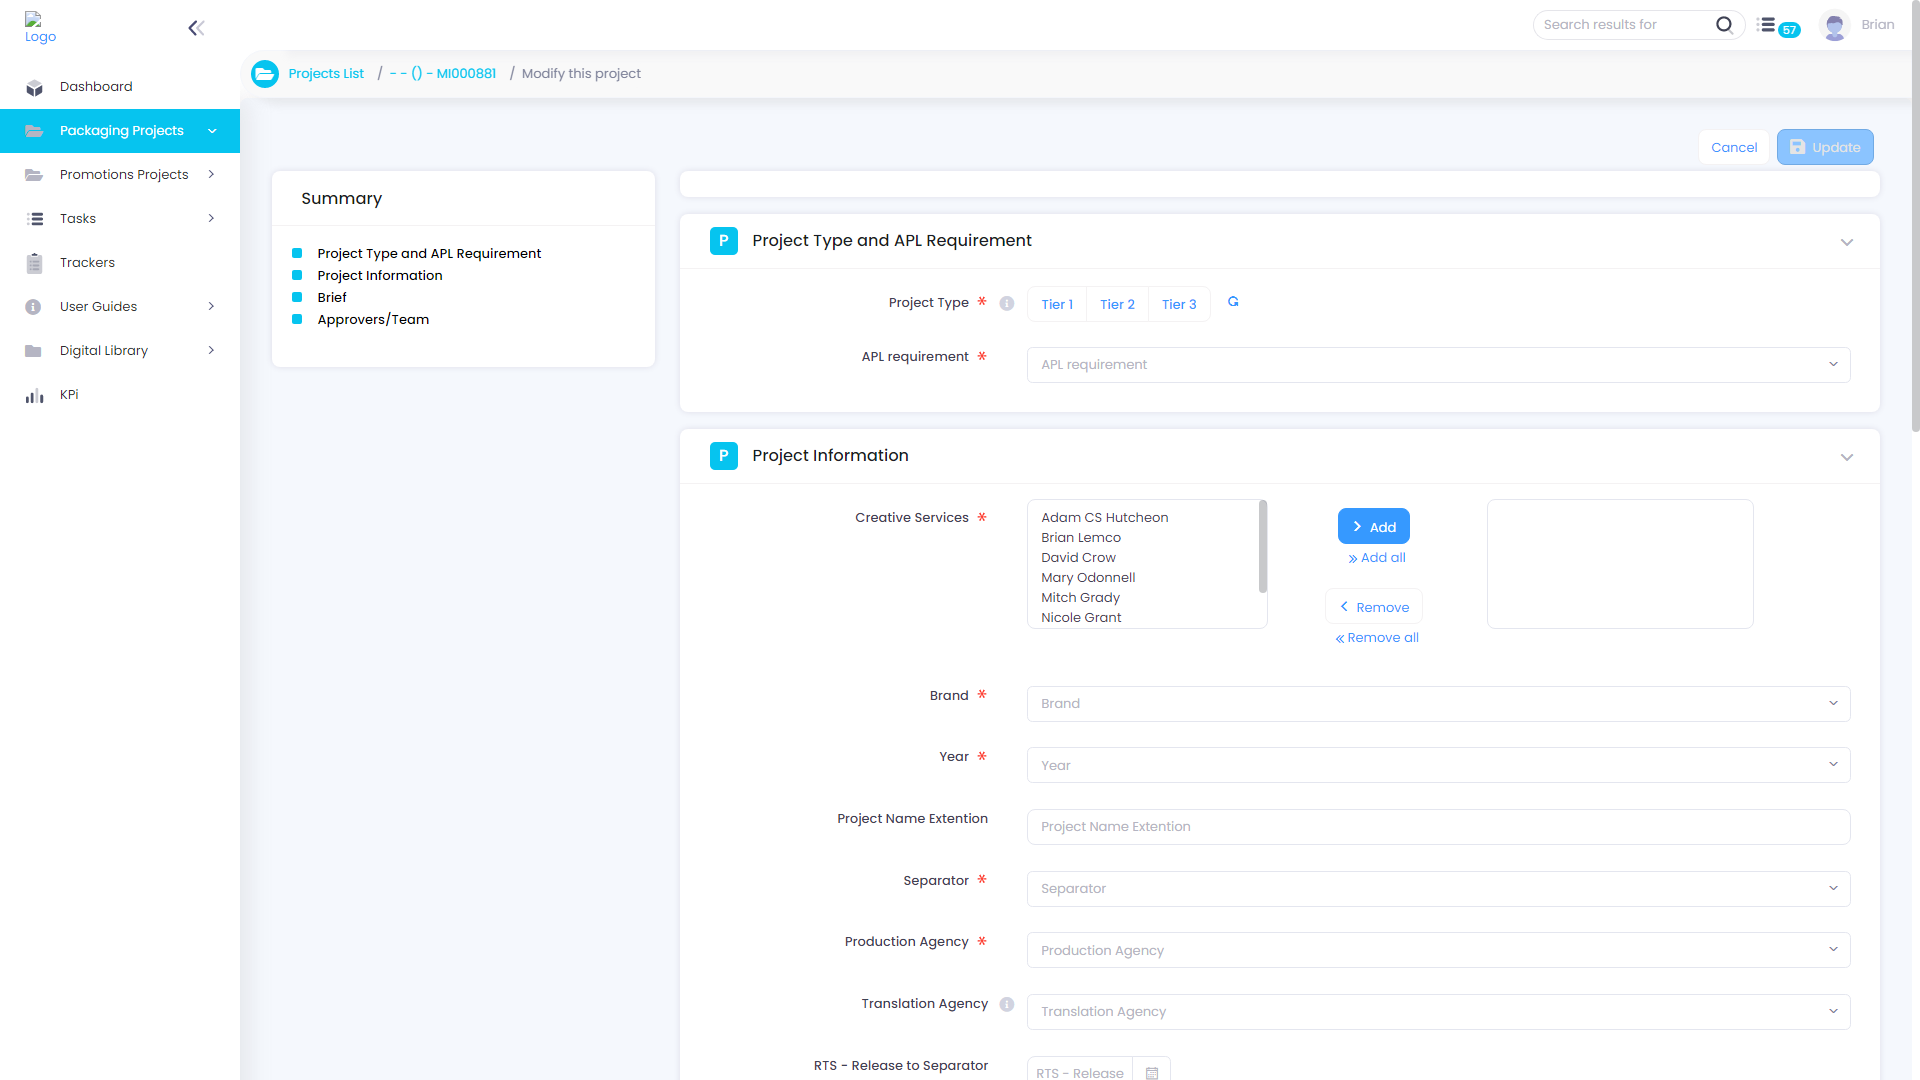 Logo
Search results for
57
Brian
Projects List / - - () - MI000881 / Modify this project
Dashboard
Packaging Projects
Promotions Projects
Tasks
Trackers
User Guides
Digital Library
KPi
Cancel
Update
Summary
Project Type and APL Requirement
Project Information
Brief
Approvers/Team
P Project Type and APL Requirement
Project Type * Tier 1 Tier 2 Tier 3
APL requirement * APL requirement
P Project Information
Creative Services *
Adam CS Hutcheon
Brian Lemco
David Crow
Mary Odonnell
Mitch Grady
Nicole Grant
Add
Add all
Remove
Remove all
Brand * Brand
Year * Year
Project Name Extention Project Name Extention
Separator * Separator
Production Agency * Production Agency
Translation Agency Translation Agency
RTS - Release to Separator RTS - Release